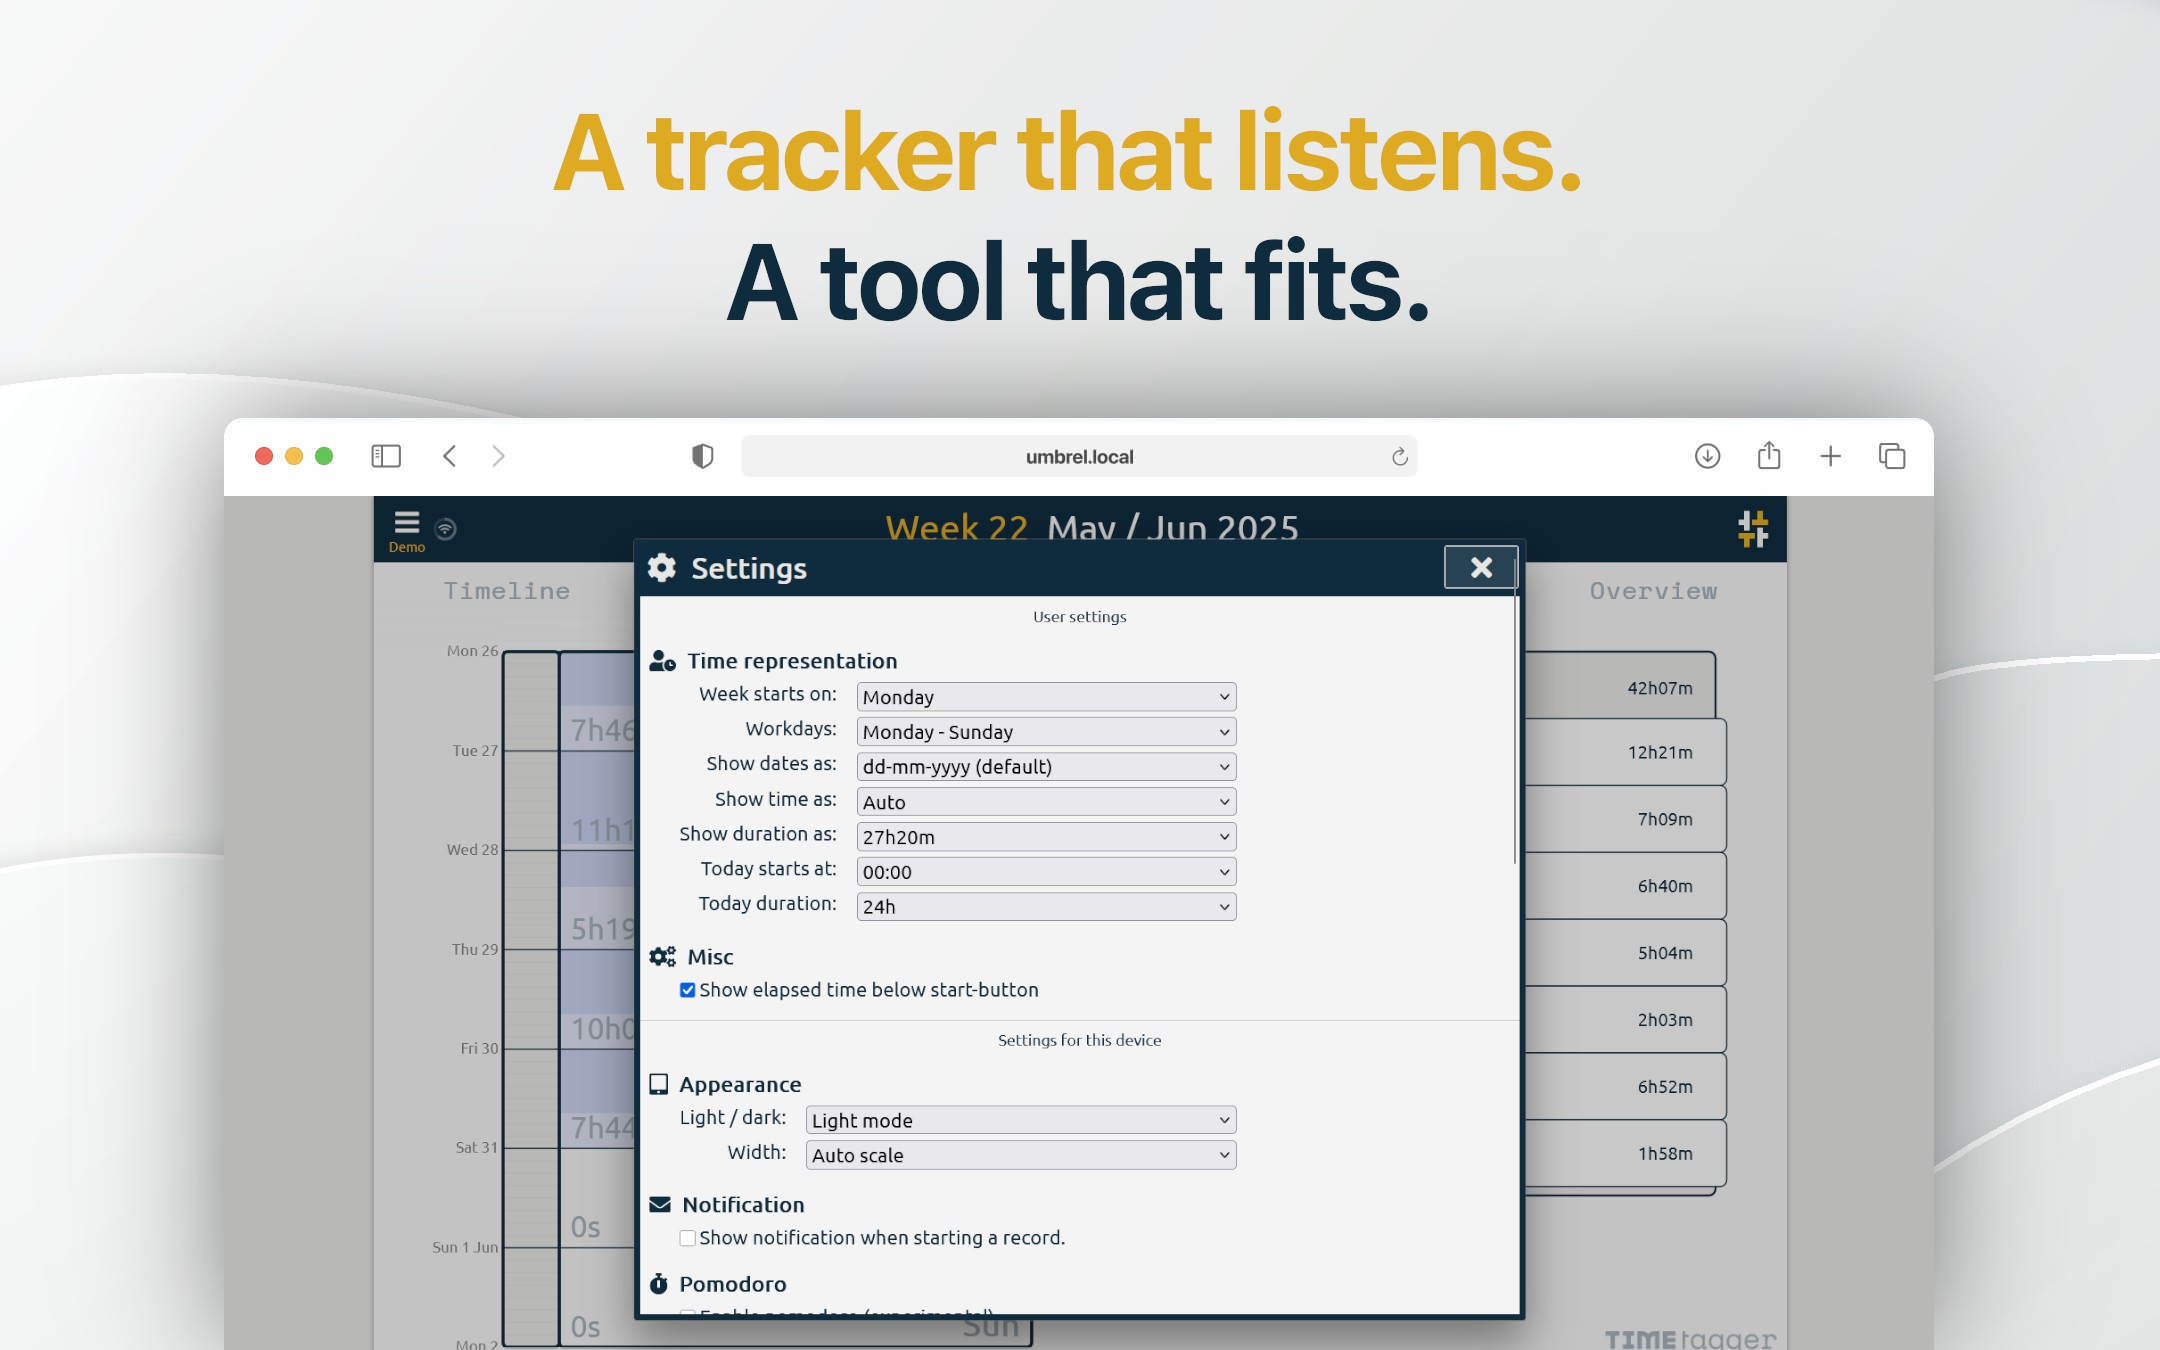 A tracker that listens.
A tool that fits.
umbrel.local
Demo
Week 22 May / Jun 2025
Settings
Timeline
Overview
User settings
Mon 26
Time representation
Week starts on: Monday
42h07m
7h46
Workdays: Monday - Sunday
Tue 27
12h21m
Show dates as: dd-mm-yyyy (default)
Show time as: Auto
7h09m
11h1
Show duration as: 27h20m
Wed 28
Today starts at: 00:00
6h40m
Today duration: 24h
5h19
Thu 29
Misc
5h04m
Show elapsed time below start-button
10h0
2h03m
Settings for this device
Fri 30
Appearance
6h52m
Light / dark: Light mode
7h44
Sat 31
Width: Auto scale
1h58m
Notification
0s
Show notification when starting a record.
Sun 1 Jun
Pomodoro
Enable pomodoro (experimental)
0s
Sun
TIMEtagger
Mon 2